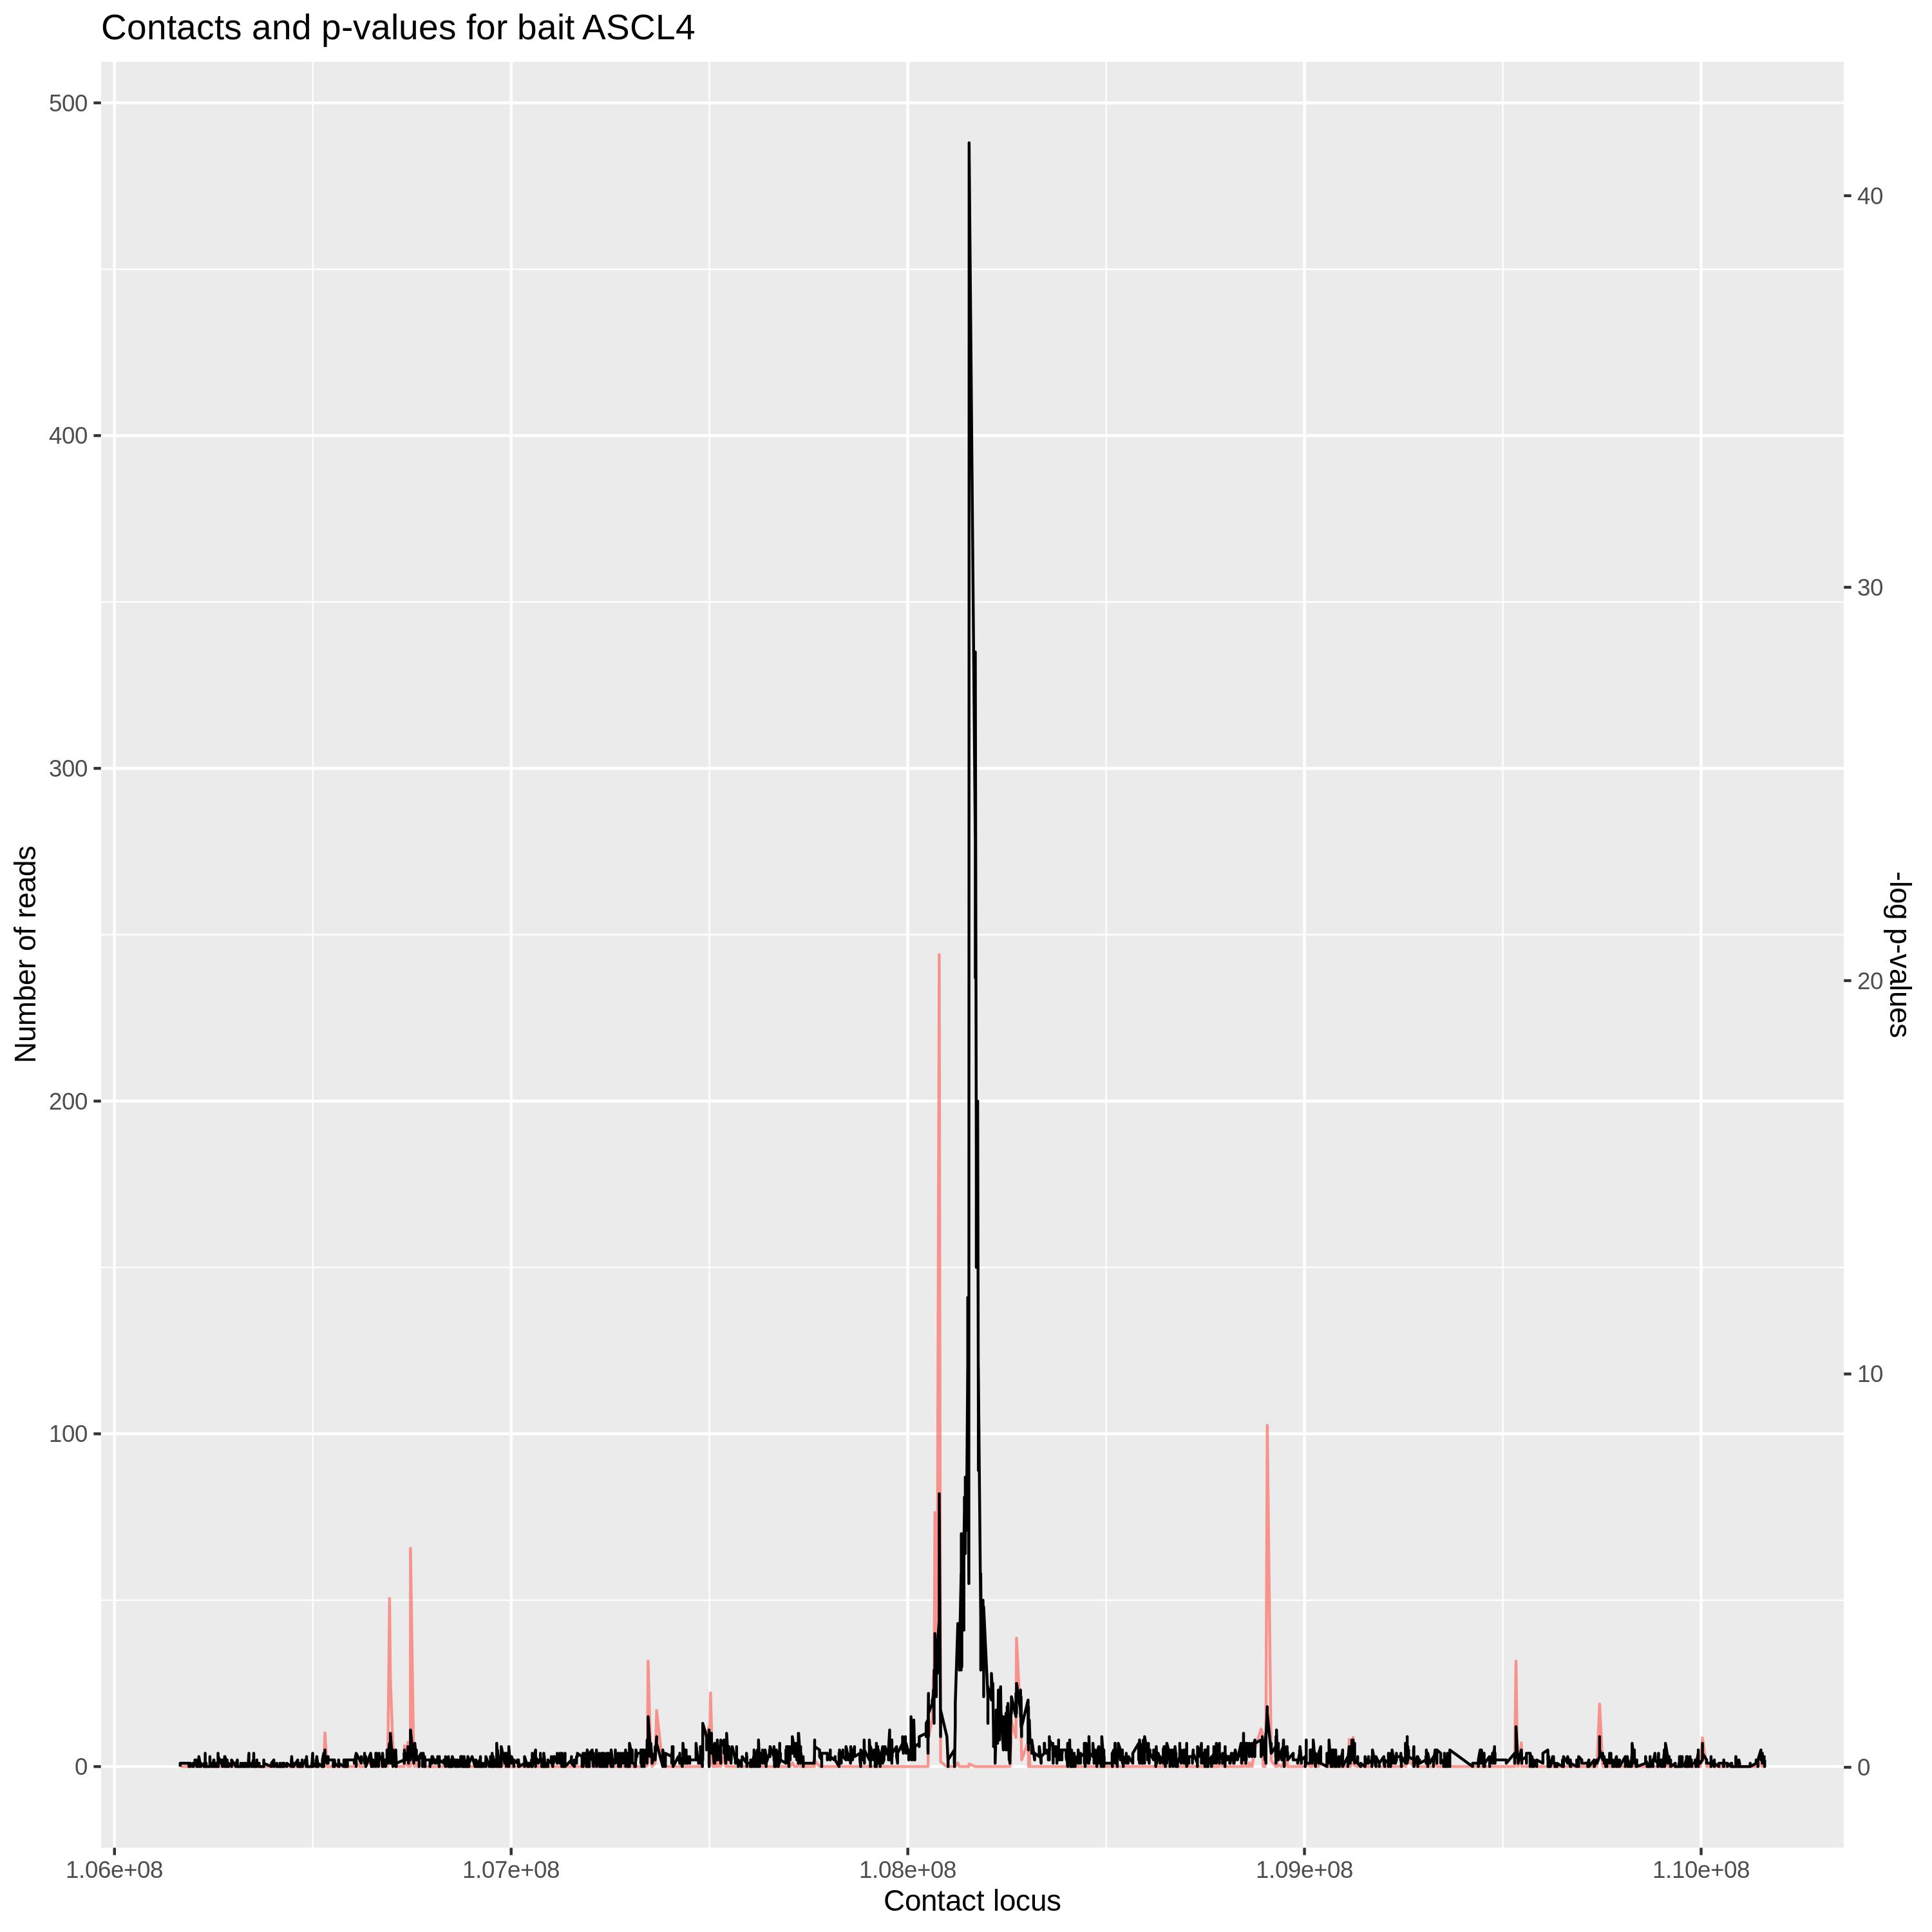 Contacts and p-values for bait ASCL4
500
400
300
200
100
0
Number of reads
40
30
20
10
0
-log p-values
1.06e+08
1.07e+08
1.08e+08
1.09e+08
1.10e+08
Contact locus